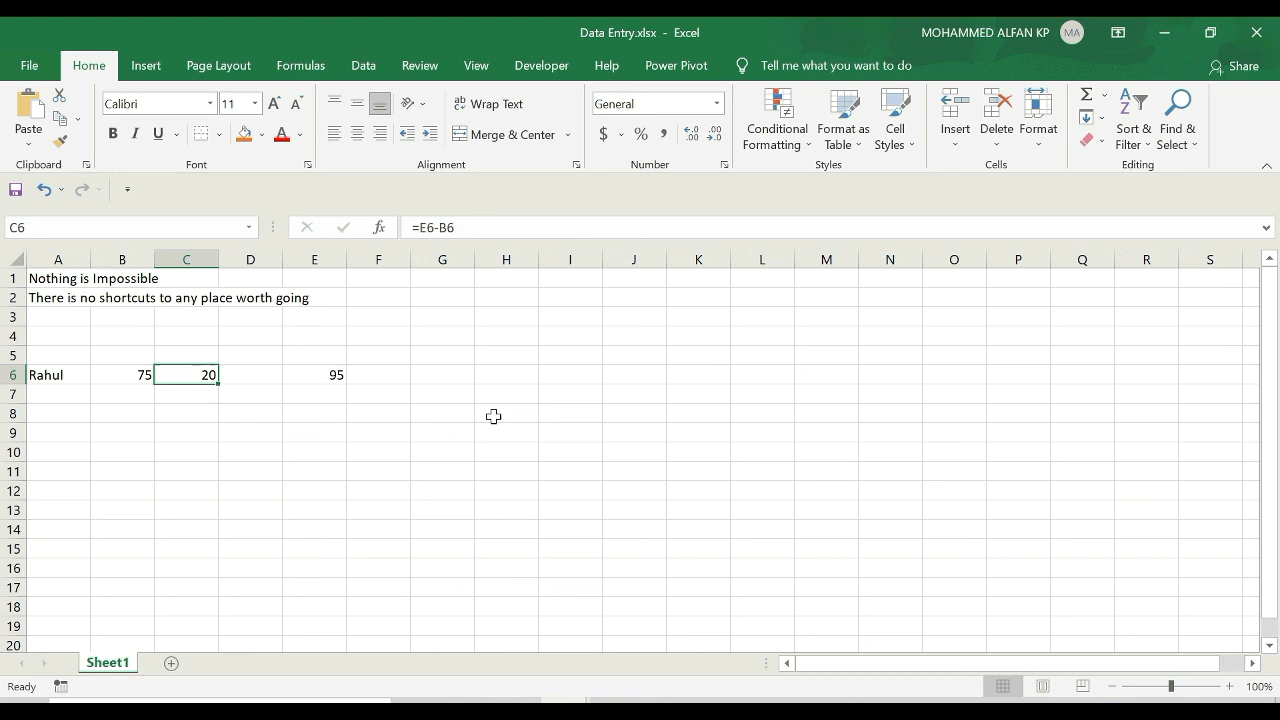 Data Entry.xlsx - Excel
MOHAMMED ALFAN KP
MA
File Home Insert Page Layout Formulas Data Review View Developer Help Power Pivot Tell me what you want to do Share
Paste
Calibri 11
A A
B I U A
ab Wrap Text
Merge & Center
General
$ % , .00
Conditional Formatting
Format as Table
Cell Styles
Insert Delete Format
Sort & Filter
Find & Select
Clipboard Font Alignment Number Styles Cells Editing
C6 fx =E6-B6
A B C D E F G H I J K L M N O P Q R S
1 Nothing is Impossible
2 There is no shortcuts to any place worth going
3
4
5
6 Rahul 75 20 95
7
8
9
10
11
12
13
14
15
16
17
18
19
20
Sheet1
Ready 100%